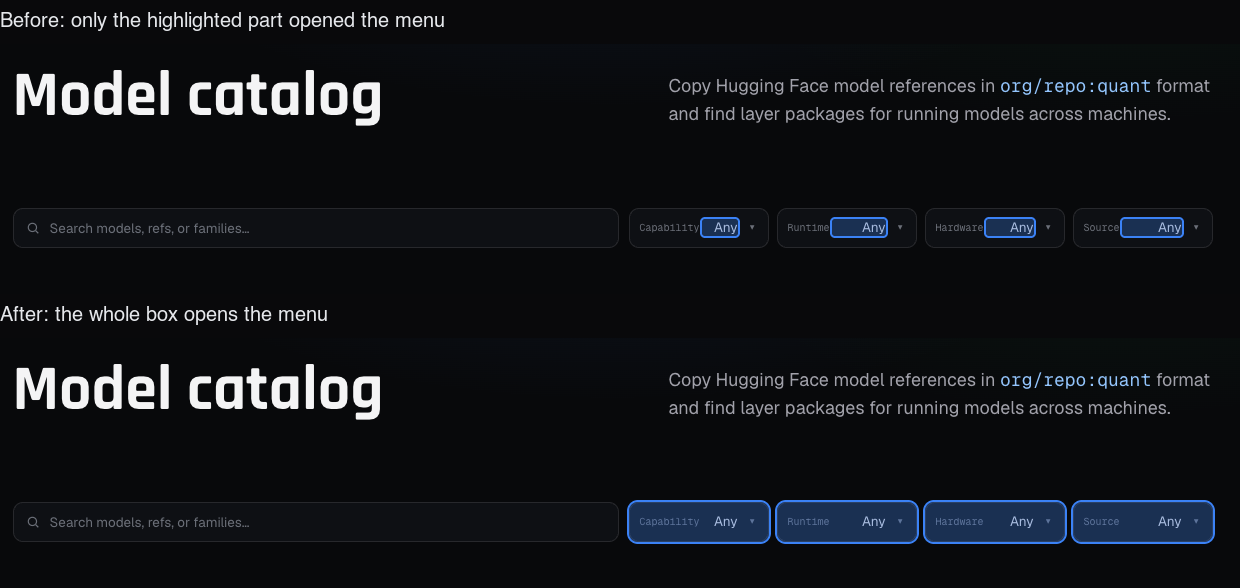 Before: only the highlighted part opened the menu
Model catalog
Copy Hugging Face model references in org/repo:quant format
and find layer packages for running models across machines.
Search models, refs, or families…
Capability Any ▾ Runtime Any ▾ Hardware Any ▾ Source Any ▾
After: the whole box opens the menu
Model catalog
Copy Hugging Face model references in org/repo:quant format
and find layer packages for running models across machines.
Search models, refs, or families…
Capability Any ▾ Runtime Any ▾ Hardware Any ▾ Source Any ▾